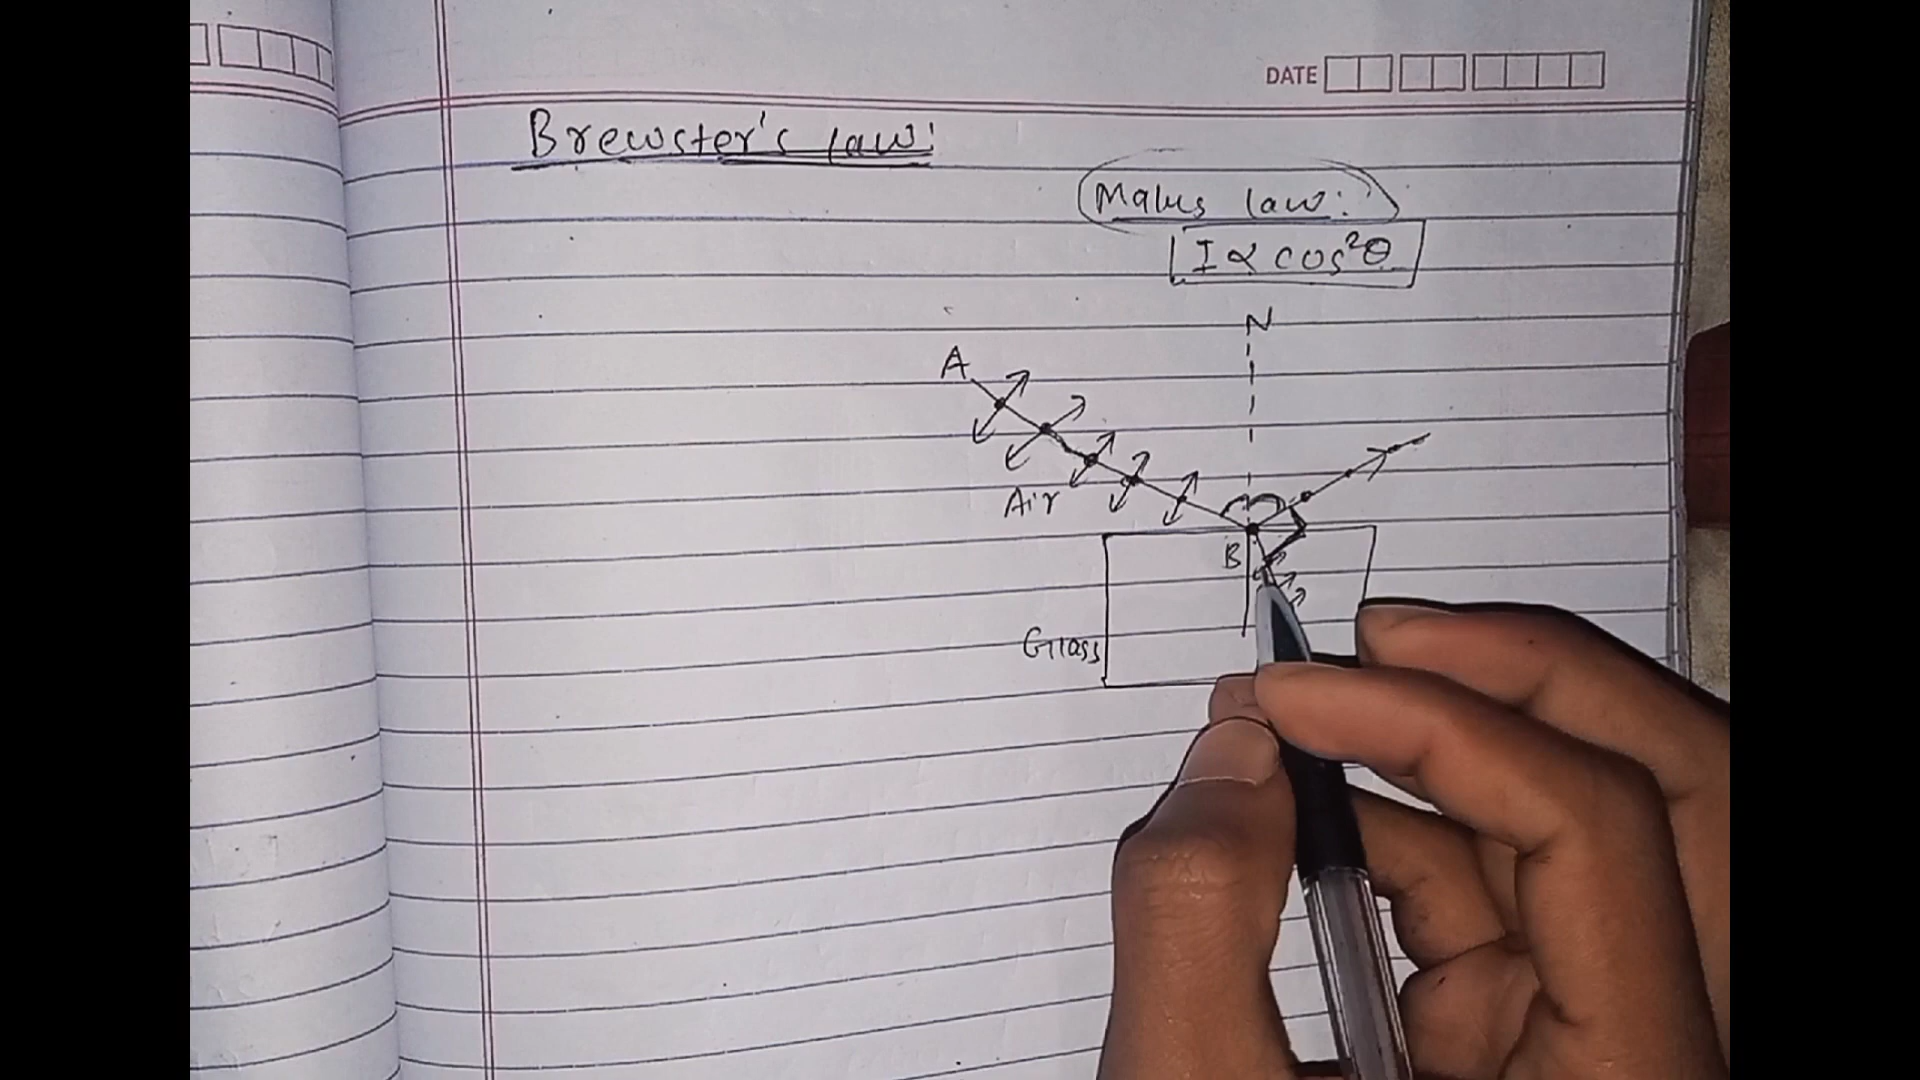 DATE
Brewster's law:
Malus law:
I ∝ cos²θ
N
A
Air
B
Glass